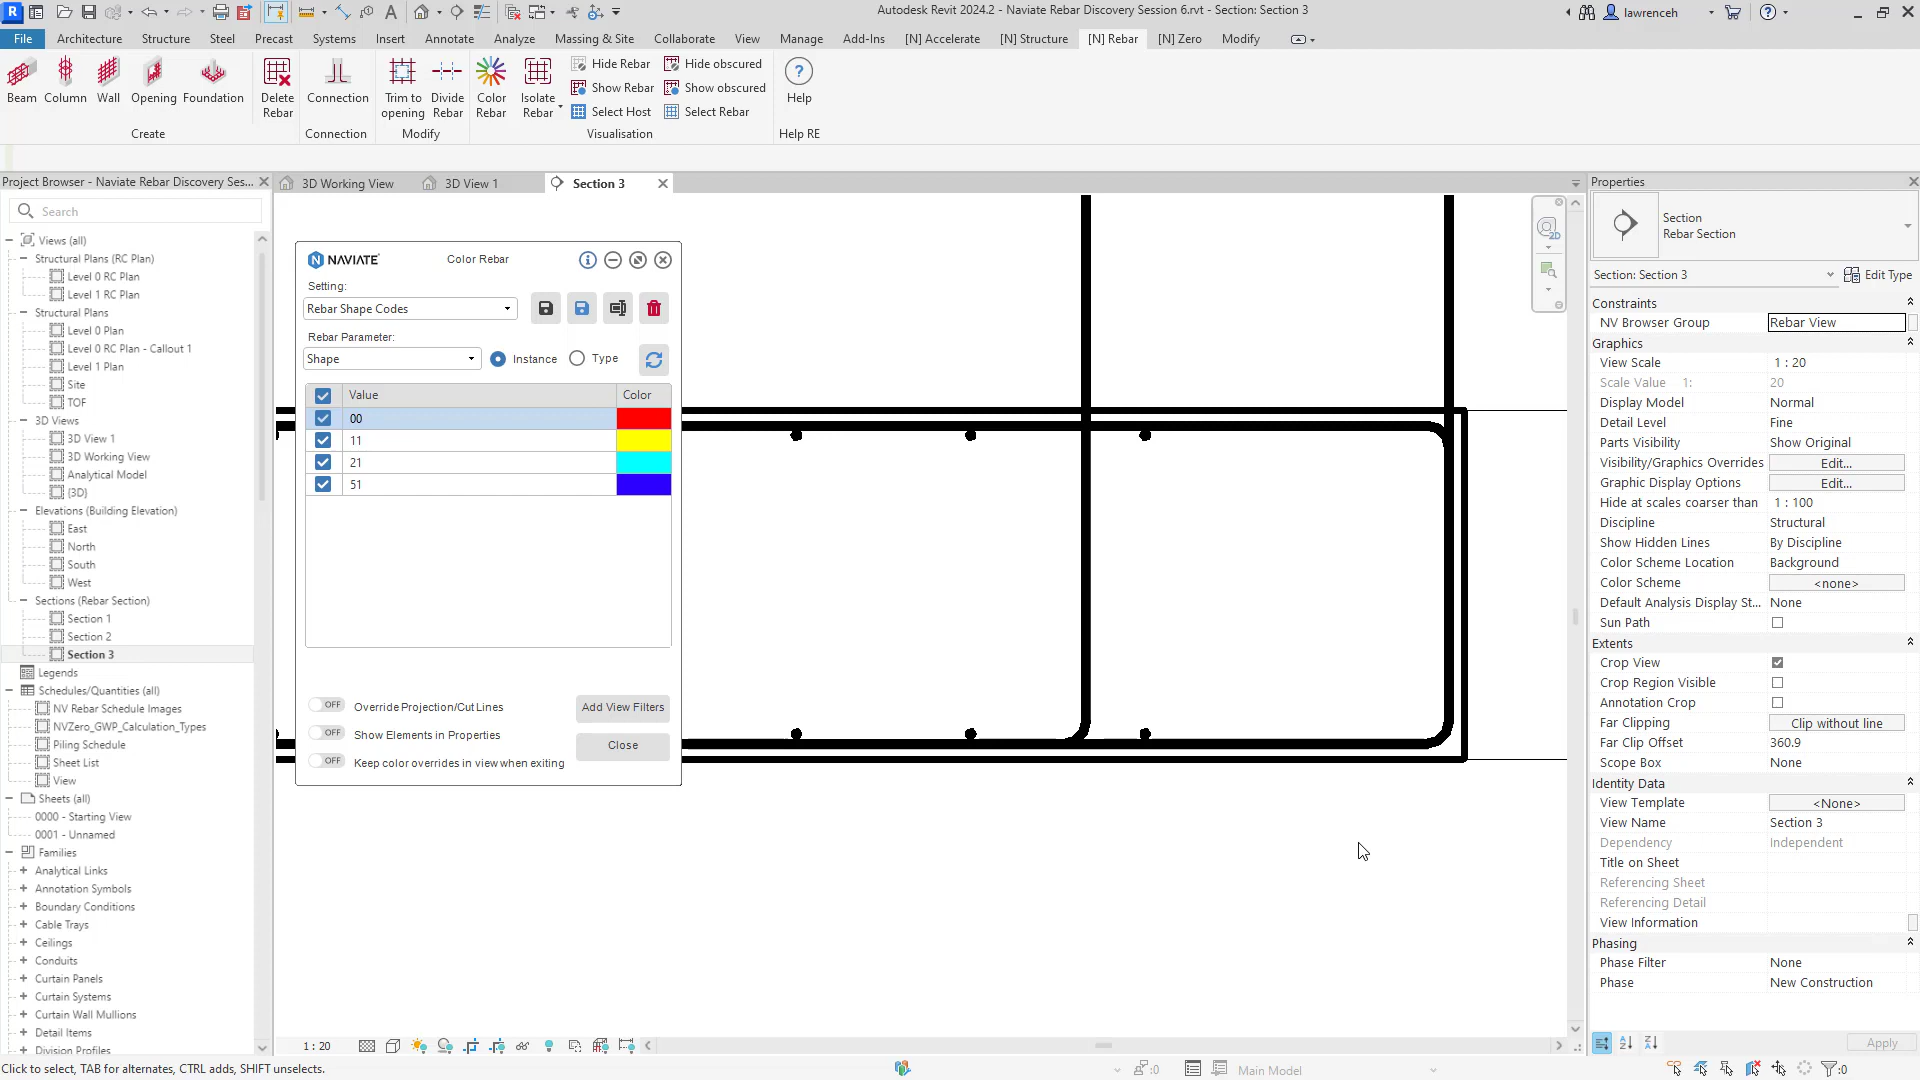 Autodesk Revit 2024.2 - Naviate Rebar Discovery Session 6.rvt - Section: Section 3
lawrenceh
File
Architecture
Structure
Steel
Precast
Systems
Insert
Annotate
Analyze
Massing & Site
Collaborate
View
Manage
Add-Ins
[N] Accelerate
[N] Structure
[N] Rebar
[N] Zero
Modify
Beam
Column
Wall
Opening
Foundation
Create
Delete
Rebar
Connection
Connection
Trim to
opening
Divide
Rebar
Modify
Color
Rebar
Isolate
Rebar
Hide Rebar
Show Rebar
Select Host
Hide obscured
Show obscured
Select Rebar
Visualisation
Help
Help RE
Project Browser - Naviate Rebar Discovery Ses...
3D Working View
3D View 1
Section 3
Properties
Search
Views (all)
Structural Plans (RC Plan)
Level 0 RC Plan
Level 1 RC Plan
Structural Plans
Level 0 Plan
Level 0 RC Plan - Callout 1
Level 1 Plan
Site
TOF
3D Views
3D View 1
3D Working View
Analytical Model
{3D}
Elevations (Building Elevation)
East
North
South
West
Sections (Rebar Section)
Section 1
Section 2
Section 3
Legends
Schedules/Quantities (all)
NV Rebar Schedule Images
NVZero_GWP_Calculation_Types
Piling Schedule
Sheet List
View
Sheets (all)
0000 - Starting View
0001 - Unnamed
Families
Analytical Links
Annotation Symbols
Boundary Conditions
Cable Trays
Ceilings
Conduits
Curtain Panels
Curtain Systems
Curtain Wall Mullions
Detail Items
Division Profiles
NAVIATE
Color Rebar
Setting:
Rebar Shape Codes
Rebar Parameter:
Shape
Instance
Type
Value
Color
00
11
21
51
OFF
Override Projection/Cut Lines
OFF
Show Elements in Properties
OFF
Keep color overrides in view when exiting
Add View Filters
Close
2D
Section
Rebar Section
Section: Section 3
Edit Type
Constraints
NV Browser Group
Rebar View
Graphics
View Scale
1 : 20
Scale Value 1:
20
Display Model
Normal
Detail Level
Fine
Parts Visibility
Show Original
Visibility/Graphics Overrides
Edit...
Graphic Display Options
Edit...
Hide at scales coarser than
1 : 100
Discipline
Structural
Show Hidden Lines
By Discipline
Color Scheme Location
Background
Color Scheme
<none>
Default Analysis Display St...
None
Sun Path
Extents
Crop View
Crop Region Visible
Annotation Crop
Far Clipping
Clip without line
Far Clip Offset
360.9
Scope Box
None
Identity Data
View Template
<None>
View Name
Section 3
Dependency
Independent
Title on Sheet
Referencing Sheet
Referencing Detail
View Information
Phasing
Phase Filter
None
Phase
New Construction
Apply
1 : 20
Click to select, TAB for alternates, CTRL adds, SHIFT unselects.
:0
Main Model
:0